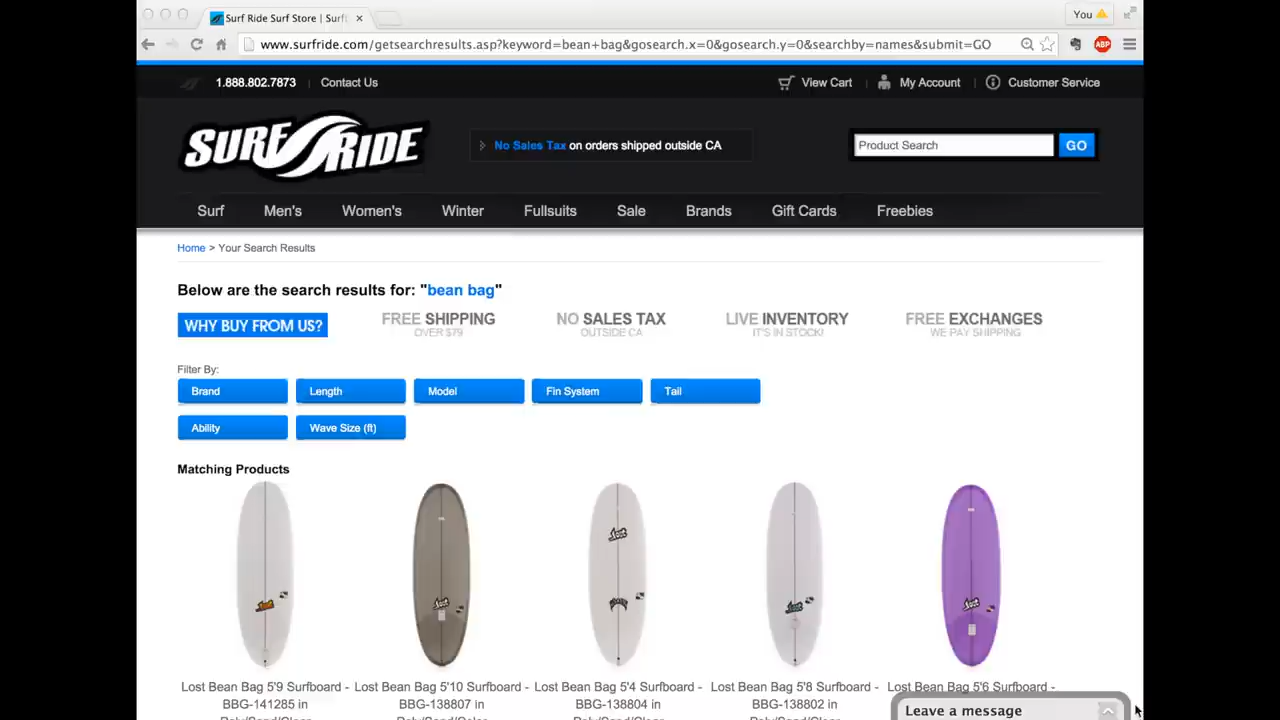 Surf Ride Surf Store | Surf
You
www.surfride.com/getsearchresults.asp?keyword=bean+bag&gosearch.x=0&gosearch.y=0&searchby=names&submit=GO
ABP
1.888.802.7873 | Contact Us
View Cart | My Account | Customer Service
SURF RIDE
No Sales Tax on orders shipped outside CA
Product Search GO
Surf Men's Women's Winter Fullsuits Sale Brands Gift Cards Freebies
Home > Your Search Results
Below are the search results for: "bean bag"
WHY BUY FROM US? FREE SHIPPING NO SALES TAX LIVE INVENTORY FREE EXCHANGES
OVER $79 OUTSIDE CA IT'S IN STOCK! WE PAY SHIPPING
Filter By:
Brand Length Model Fin System Tail
Ability Wave Size (ft)
Matching Products
Lost Lost Lost Lost Lost
Lost Bean Bag 5'9 Surfboard - Lost Bean Bag 5'10 Surfboard - Lost Bean Bag 5'4 Surfboard - Lost Bean Bag 5'8 Surfboard - Lost Bean Bag 5'6 Surfboard -
BBG-141285 in BBG-138807 in BBG-138804 in BBG-138802 in
Leave a message